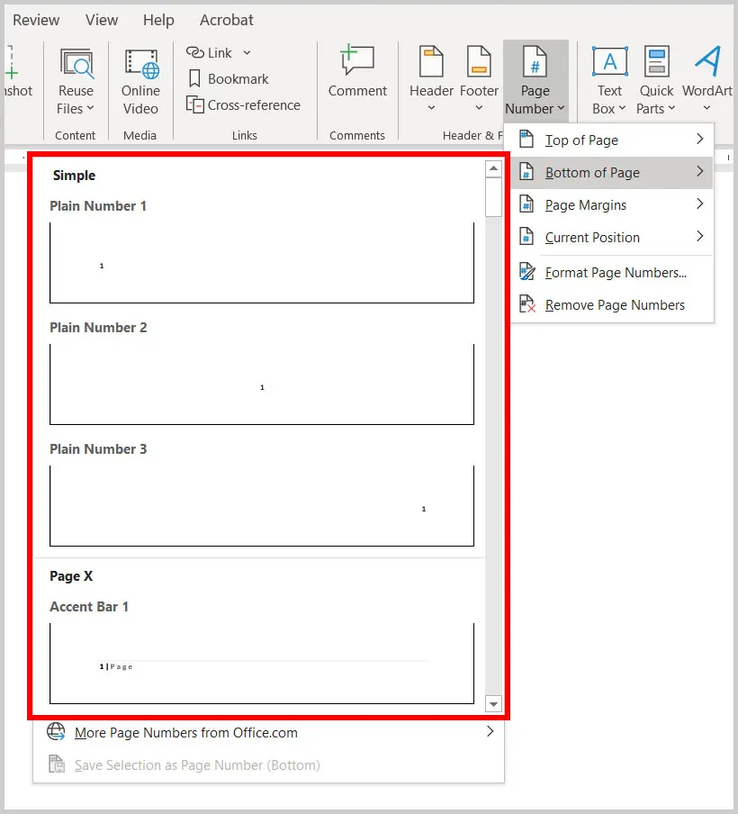 Review View Help Acrobat
shot
Reuse Files
Online Video
Link
Bookmark
Cross-reference
Comment
Header
Footer
Page Number
Text Box
Quick Parts
WordArt
Content
Media
Links
Comments
Header & F
Top of Page
Bottom of Page
Page Margins
Current Position
Format Page Numbers...
Remove Page Numbers
Simple
Plain Number 1
1
Plain Number 2
1
Plain Number 3
1
Page X
Accent Bar 1
1|Page
More Page Numbers from Office.com
Save Selection as Page Number (Bottom)